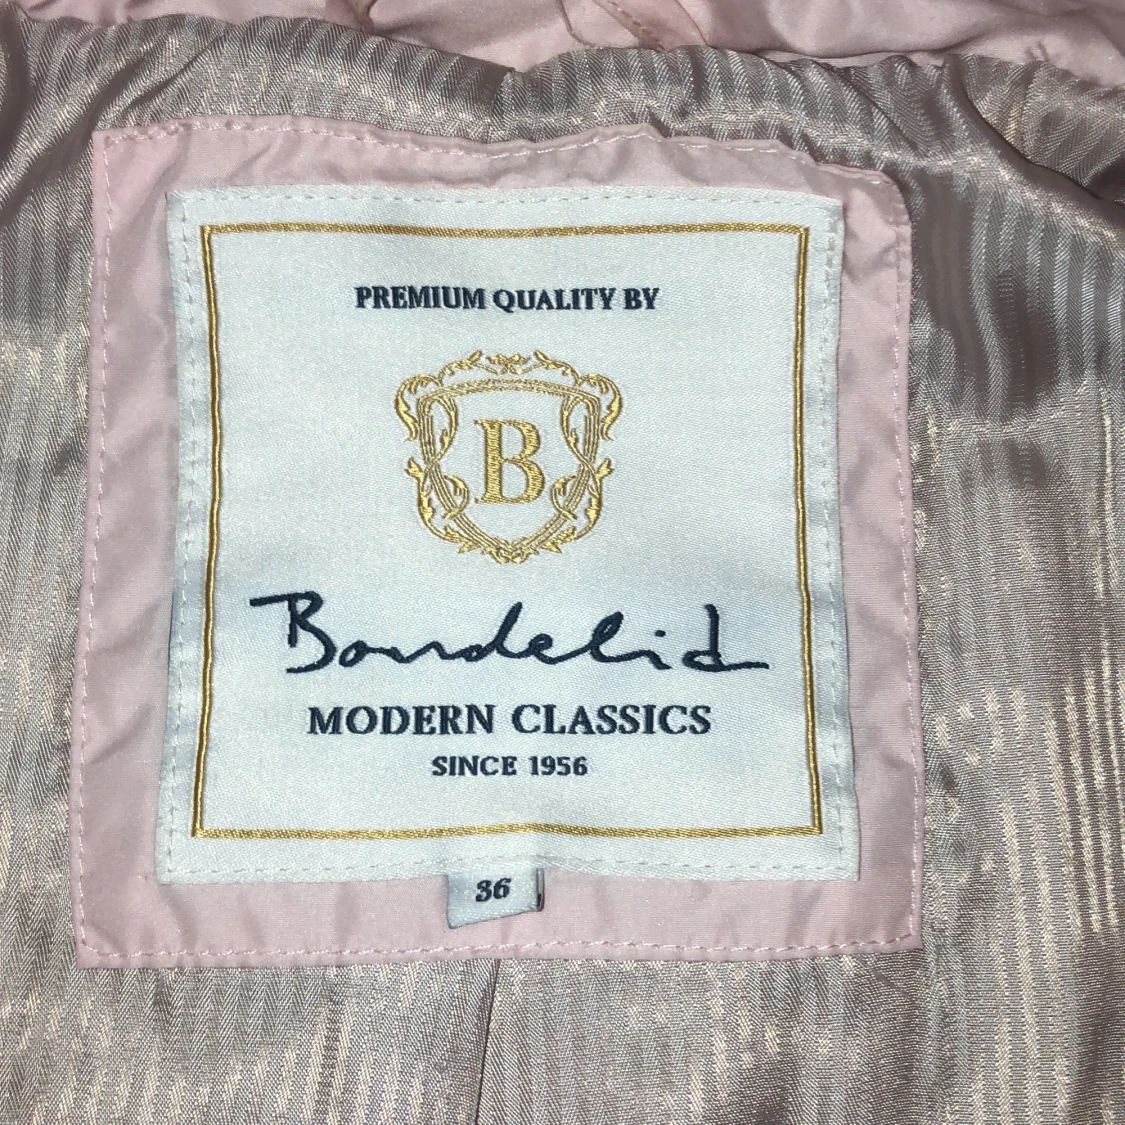 PREMIUM QUALITY BY
B
Bondelid
MODERN CLASSICS
SINCE 1956
36